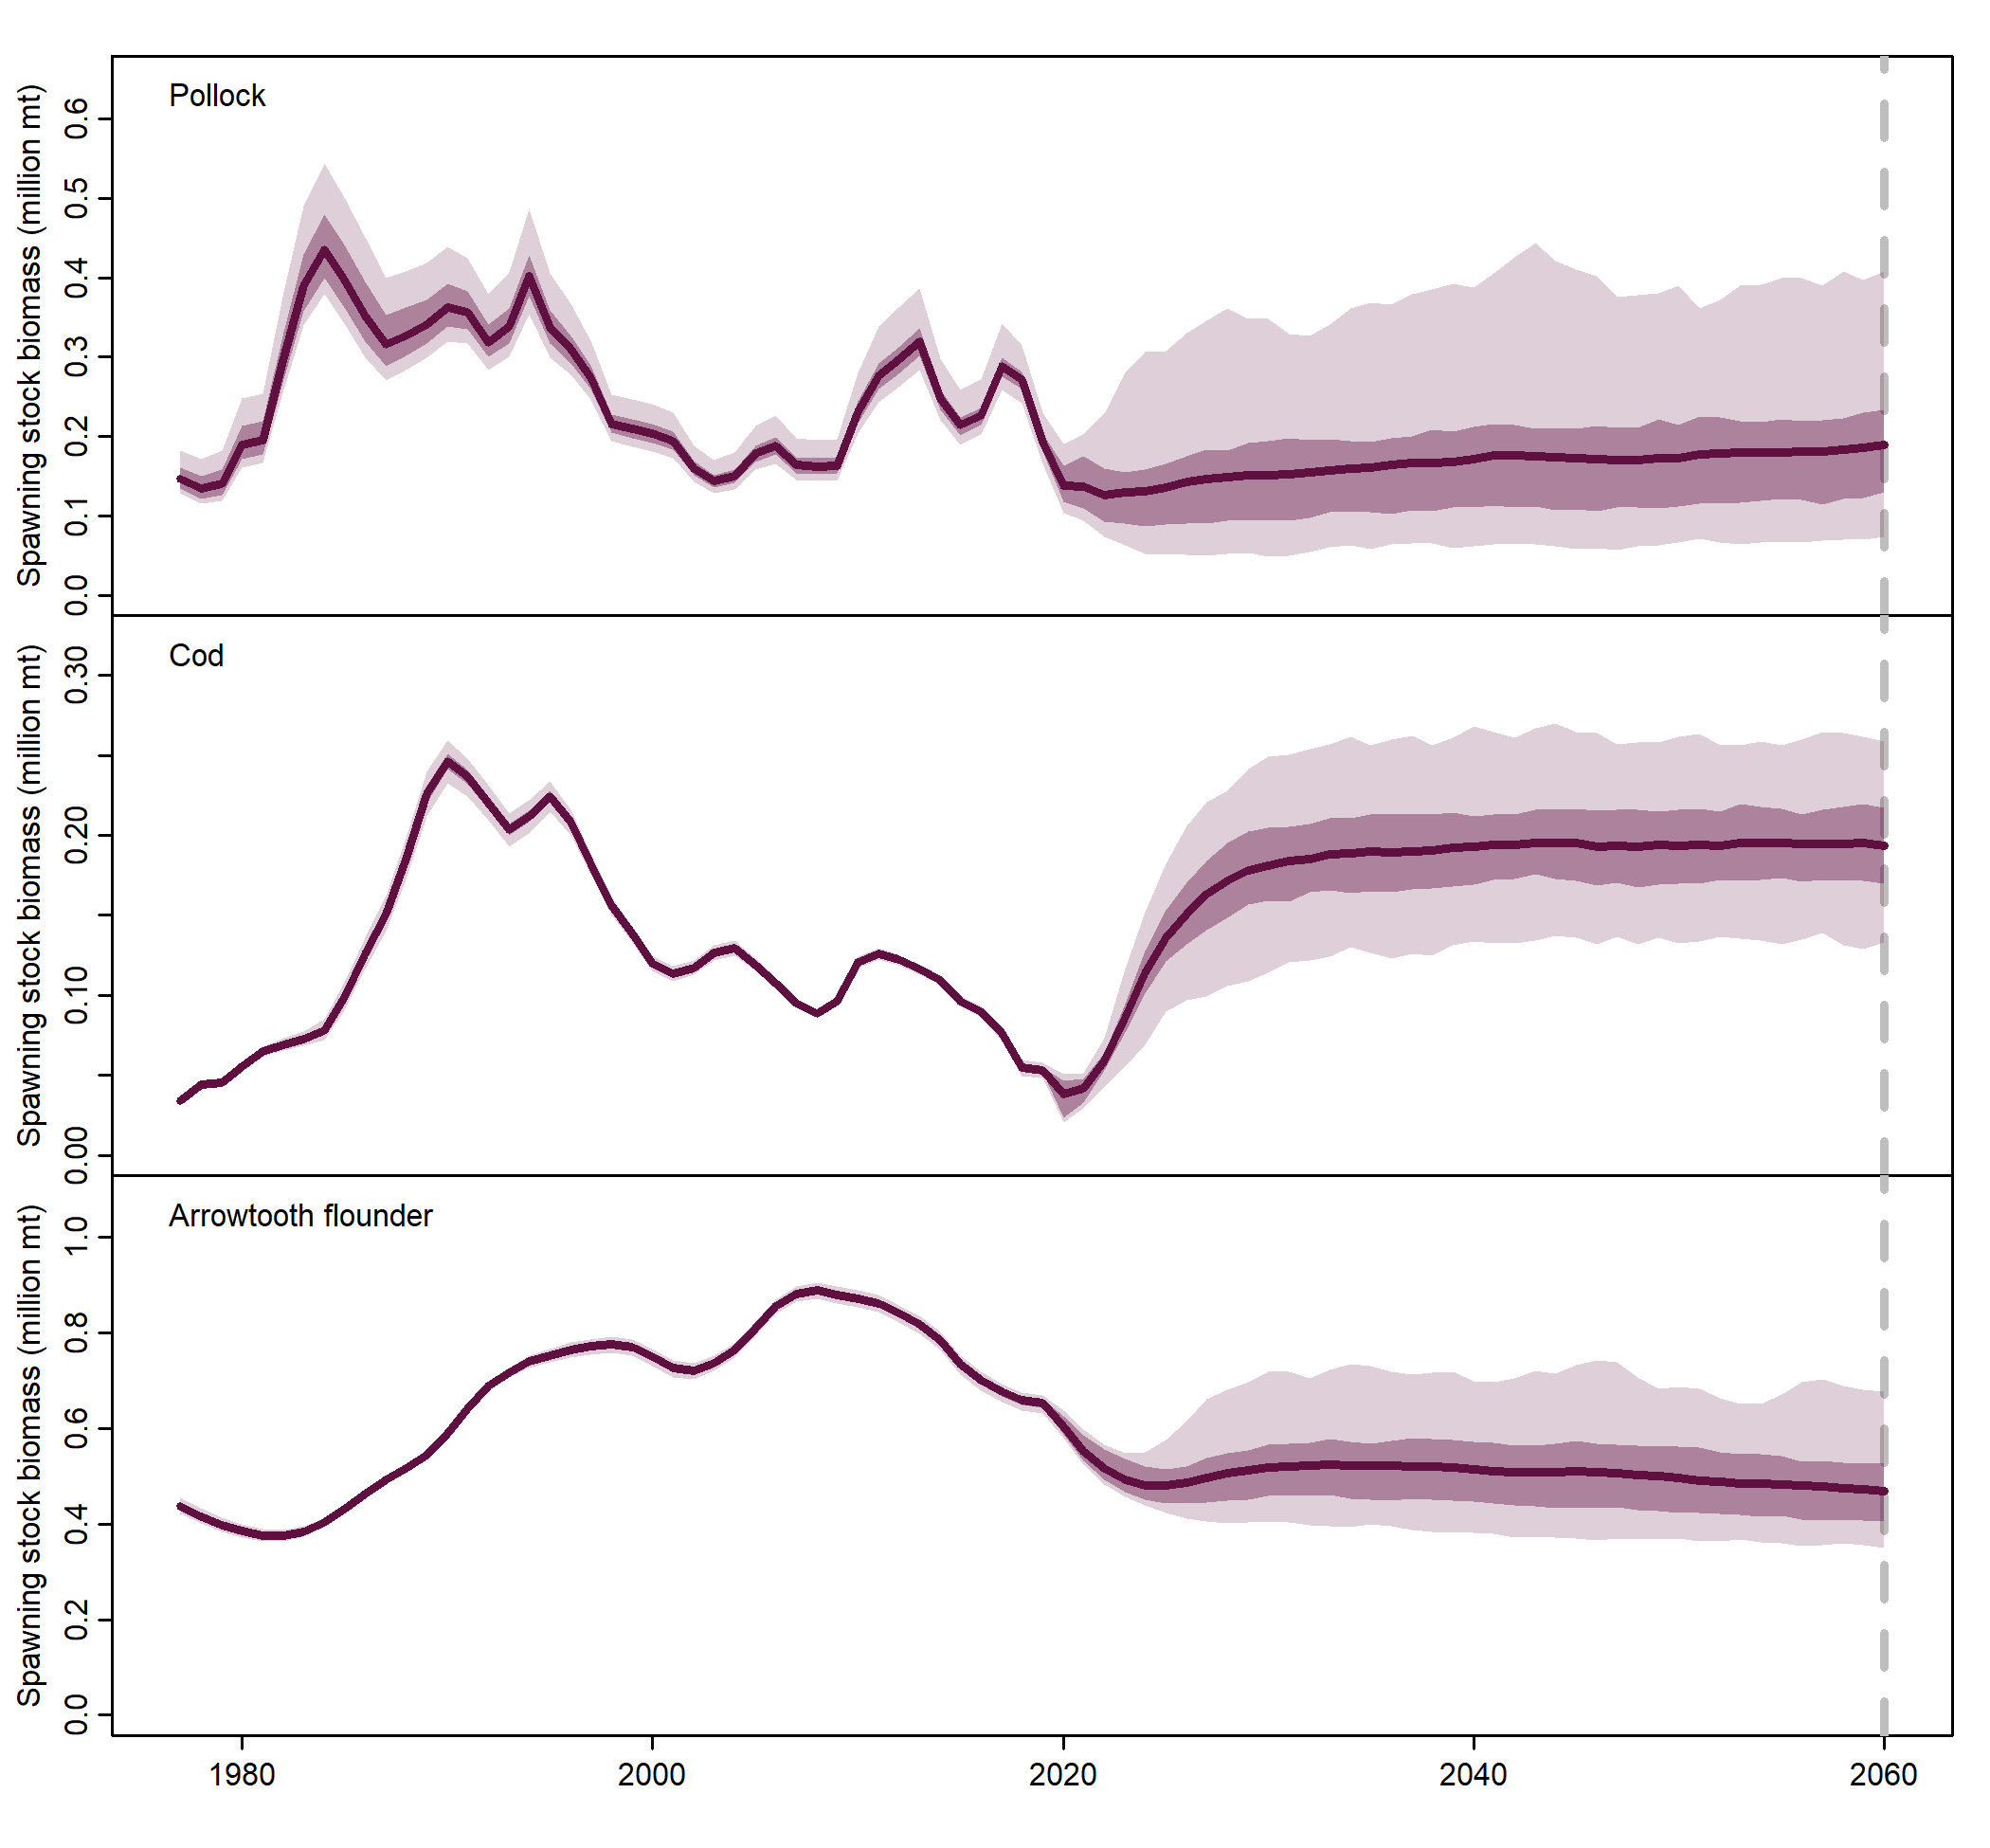 Pollock
Spawning stock biomass (million mt)
0.6
0.5
0.4
0.3
0.2
0.1
0.0
Cod
Spawning stock biomass (million mt)
0.30
0.20
0.10
0.00
Arrowtooth flounder
Spawning stock biomass (million mt)
1.0
0.8
0.6
0.4
0.2
0.0
1980 2000 2020 2040 2060